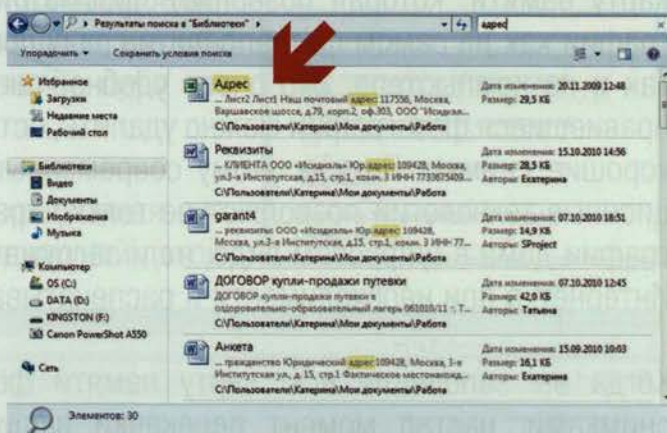 Результаты поиска в "Библиотеки"
адрес
Упорядочить
Сохранить условия поиска
Избранное
Загрузки
Недавние места
Рабочий стол
Библиотеки
Видео
Документы
Изображения
Музыка
Компьютер
OS (C:)
DATA (D:)
KINGSTON (F:)
Canon PowerShot A550
Сеть
Адрес
... Лист2 Лист1 Наш почтовый адрес: 117556, Москва,
Варшавское шоссе, д.79, корп.2, оф.303, ООО "Исидиэл...
Дата изменения: 20.11.2009 12:48
Размер: 29,5 КБ
Реквизиты
... КЛИЕНТА ООО «Исидиэль» Юр.адрес: 109428, Москва,
ул.3-я Институтская, д.15, стр.1, комн. 3 ИНН 7733675409...
C:\Пользователи\Катерина\Мои документы\Работа
Дата изменения: 15.10.2010 14:56
Размер: 28,5 КБ
Авторы: Екатерина
garant4
... реквизиты: ООО «Исидиэль» Юр.адрес: 109428,
Москва, ул.3-я Институтская, д.15, стр.1, комн. 3 ИНН 77...
C:\Пользователи\Катерина\Мои документы\Работа
Дата изменения: 07.10.2010 18:51
Размер: 14,9 КБ
Авторы: SProject
ДОГОВОР купли-продажи путевки
ДОГОВОР купли-продажи путевки в
оздоровительно-образовательный лагерь 061010/11 г. Т...
C:\Пользователи\Катерина\Мои документы\Работа
Дата изменения: 07.10.2010 12:45
Размер: 42,0 КБ
Авторы: Татьяна
Анкета
... гражданство Юридический адрес 109428, Москва, 3-я
Институтская ул., д. 15, стр.1 Фактическое местонахожд...
C:\Пользователи\Катерина\Мои документы\Работа
Дата изменения: 15.09.2010 10:03
Размер: 16,1 КБ
Авторы: Екатерина
Элементов: 30